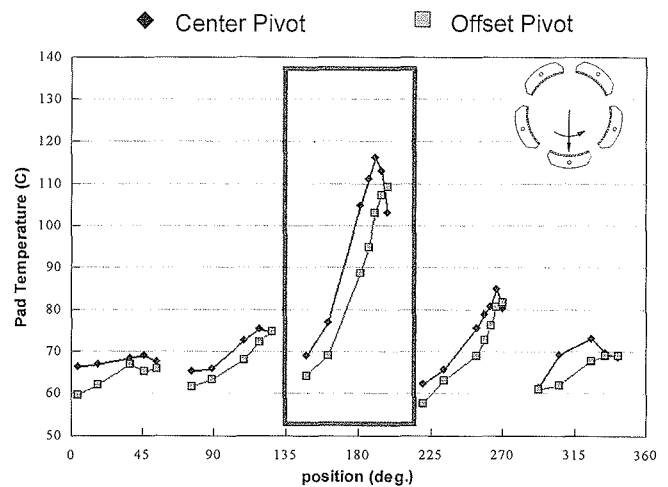 Center Pivot Offset Pivot
140
130
120
110
100
90
80
70
60
50
Pad Temperature (C)
0 45 90 135 180 225 270 315 360
position (deg.)